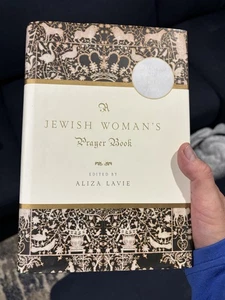 A
JEWISH WOMAN'S
Prayer Book
EDITED BY
ALIZA LAVIE